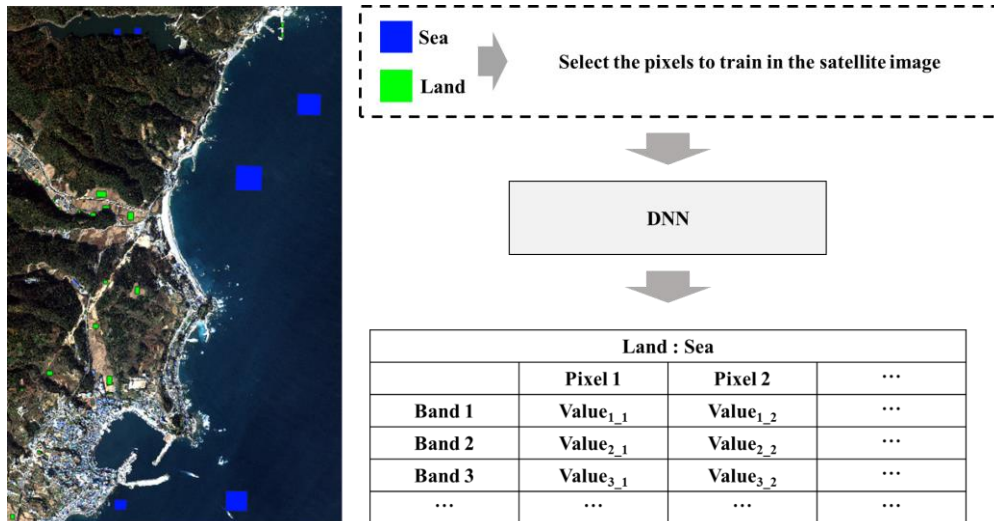 Sea
Land
Select the pixels to train in the satellite image
DNN
Land : Sea
Pixel 1 Pixel 2 ⋯
Band 1 Value1_1 Value1_2 ⋯
Band 2 Value2_1 Value2_2 ⋯
Band 3 Value3_1 Value3_2 ⋯
⋯ ⋯ ⋯ ⋯